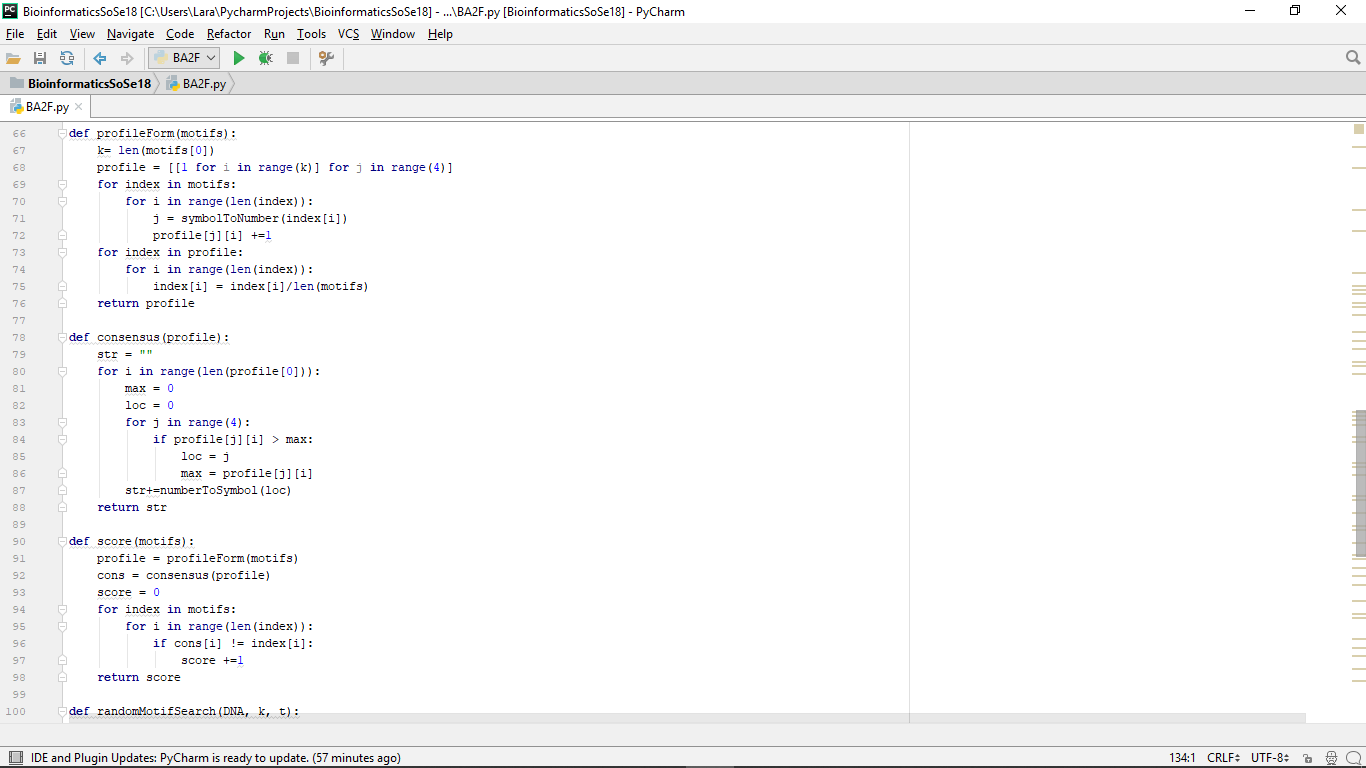 BioinformaticsSoSe18 [C:\Users\Lara\PycharmProjects\BioinformaticsSoSe18] - ...\BA2F.py [BioinformaticsSoSe18] - PyCharm
File Edit View Navigate Code Refactor Run Tools VCS Window Help
BA2F
BioinformaticsSoSe18 BA2F.py
BA2F.py
66 def profileForm(motifs):
67     k= len(motifs[0])
68     profile = [[1 for i in range(k)] for j in range(4)]
69     for index in motifs:
70         for i in range(len(index)):
71             j = symbolToNumber(index[i])
72             profile[j][i] +=1
73     for index in profile:
74         for i in range(len(index)):
75             index[i] = index[i]/len(motifs)
76     return profile
77
78 def consensus(profile):
79     str = ""
80     for i in range(len(profile[0])):
81         max = 0
82         loc = 0
83         for j in range(4):
84             if profile[j][i] > max:
85                 loc = j
86                 max = profile[j][i]
87         str+=numberToSymbol(loc)
88     return str
89
90 def score(motifs):
91     profile = profileForm(motifs)
92     cons = consensus(profile)
93     score = 0
94     for index in motifs:
95         for i in range(len(index)):
96             if cons[i] != index[i]:
97                 score +=1
98     return score
99
100 def randomMotifSearch(DNA, k, t):
IDE and Plugin Updates: PyCharm is ready to update. (57 minutes ago) 134:1 CRLF UTF-8